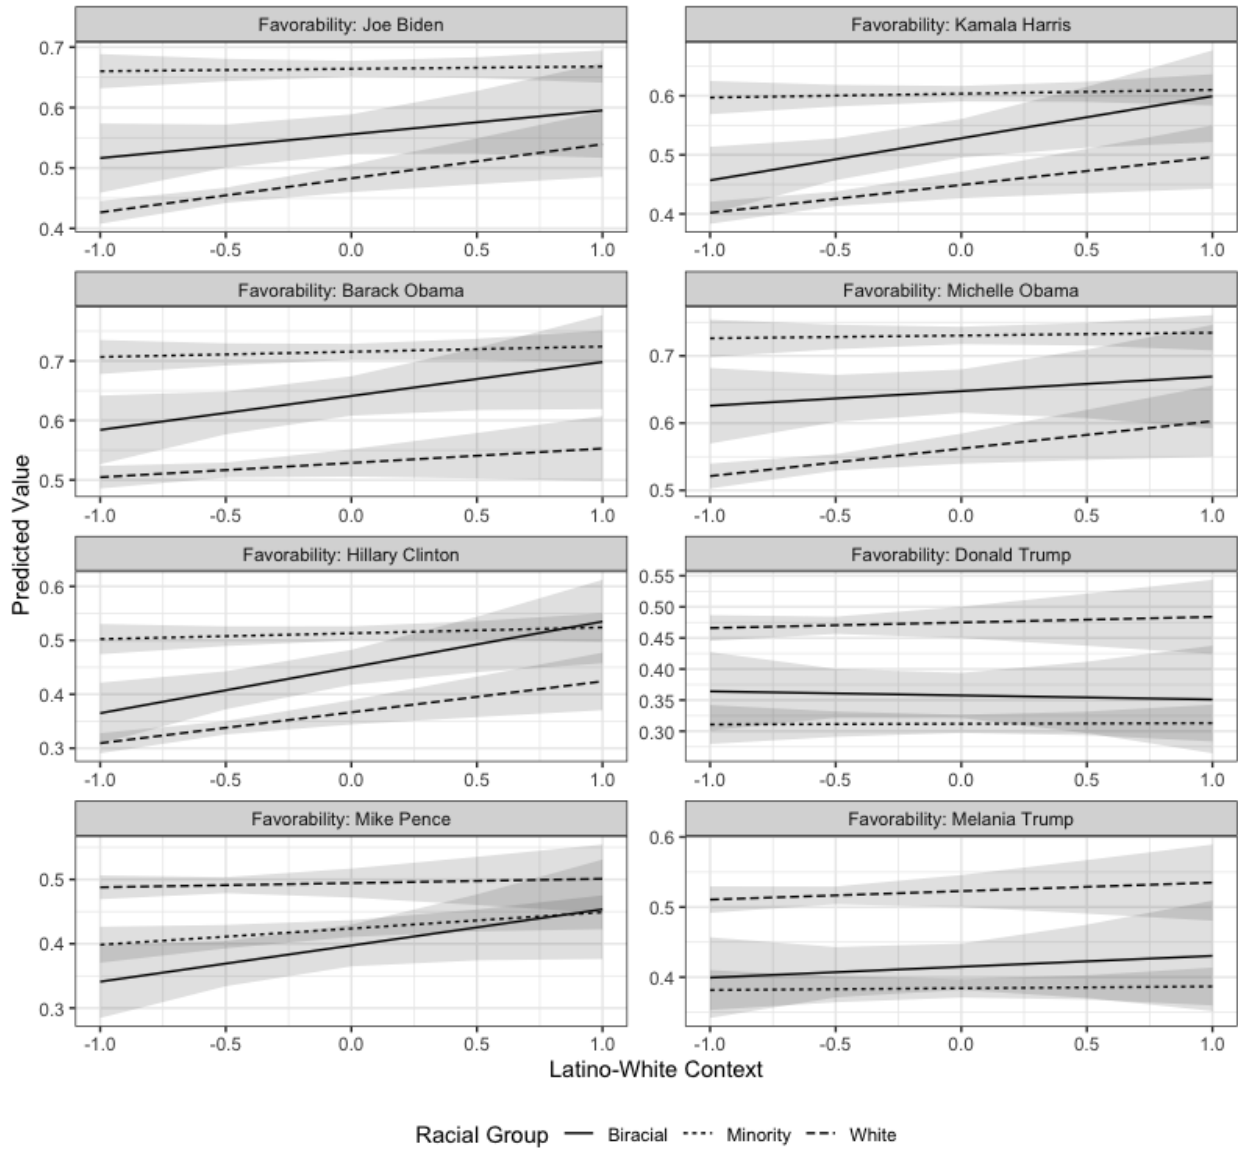 Favorability: Joe Biden
0.7
0.6
0.5
0.4
-1.0 -0.5 0.0 0.5 1.0
Favorability: Kamala Harris
0.6
0.5
0.4
-1.0 -0.5 0.0 0.5 1.0
Favorability: Barack Obama
0.7
0.6
0.5
-1.0 -0.5 0.0 0.5 1.0
Favorability: Michelle Obama
0.7
0.6
0.5
-1.0 -0.5 0.0 0.5 1.0
Predicted Value
Favorability: Hillary Clinton
0.6
0.5
0.4
0.3
-1.0 -0.5 0.0 0.5 1.0
Favorability: Donald Trump
0.55
0.50
0.45
0.40
0.35
0.30
-1.0 -0.5 0.0 0.5 1.0
Favorability: Mike Pence
0.5
0.4
0.3
-1.0 -0.5 0.0 0.5 1.0
Favorability: Melania Trump
0.6
0.5
0.4
-1.0 -0.5 0.0 0.5 1.0
Latino-White Context
Racial Group Biracial Minority White